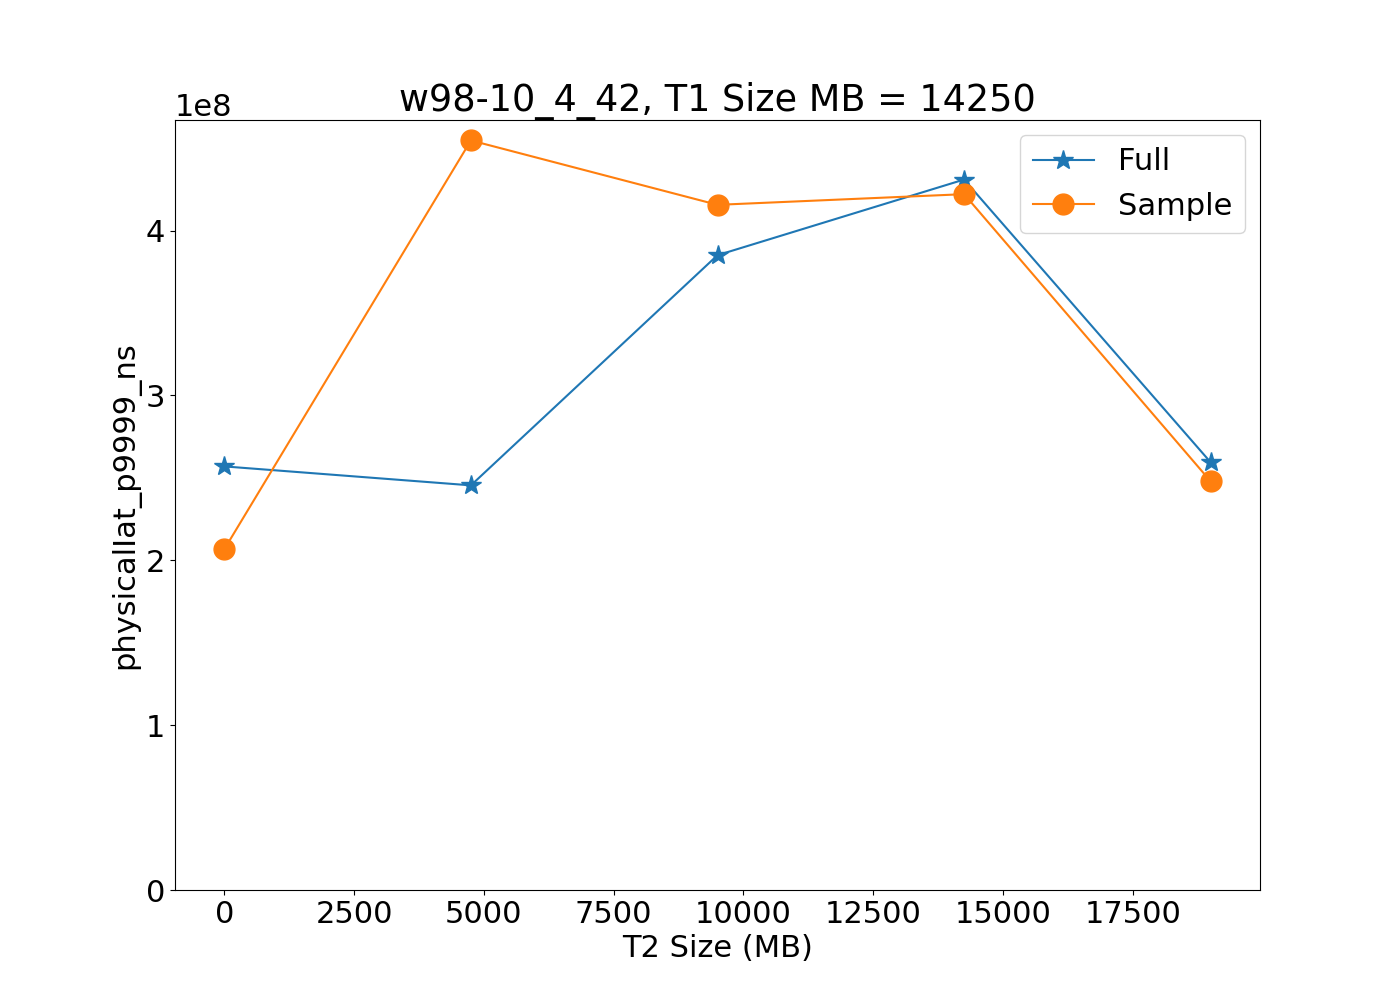 w98-10_4_42, T1 Size MB = 14250
1e8
Full
Sample
4
3
2
1
0
physicallat_p9999_ns
0 2500 5000 7500 10000 12500 15000 17500
T2 Size (MB)